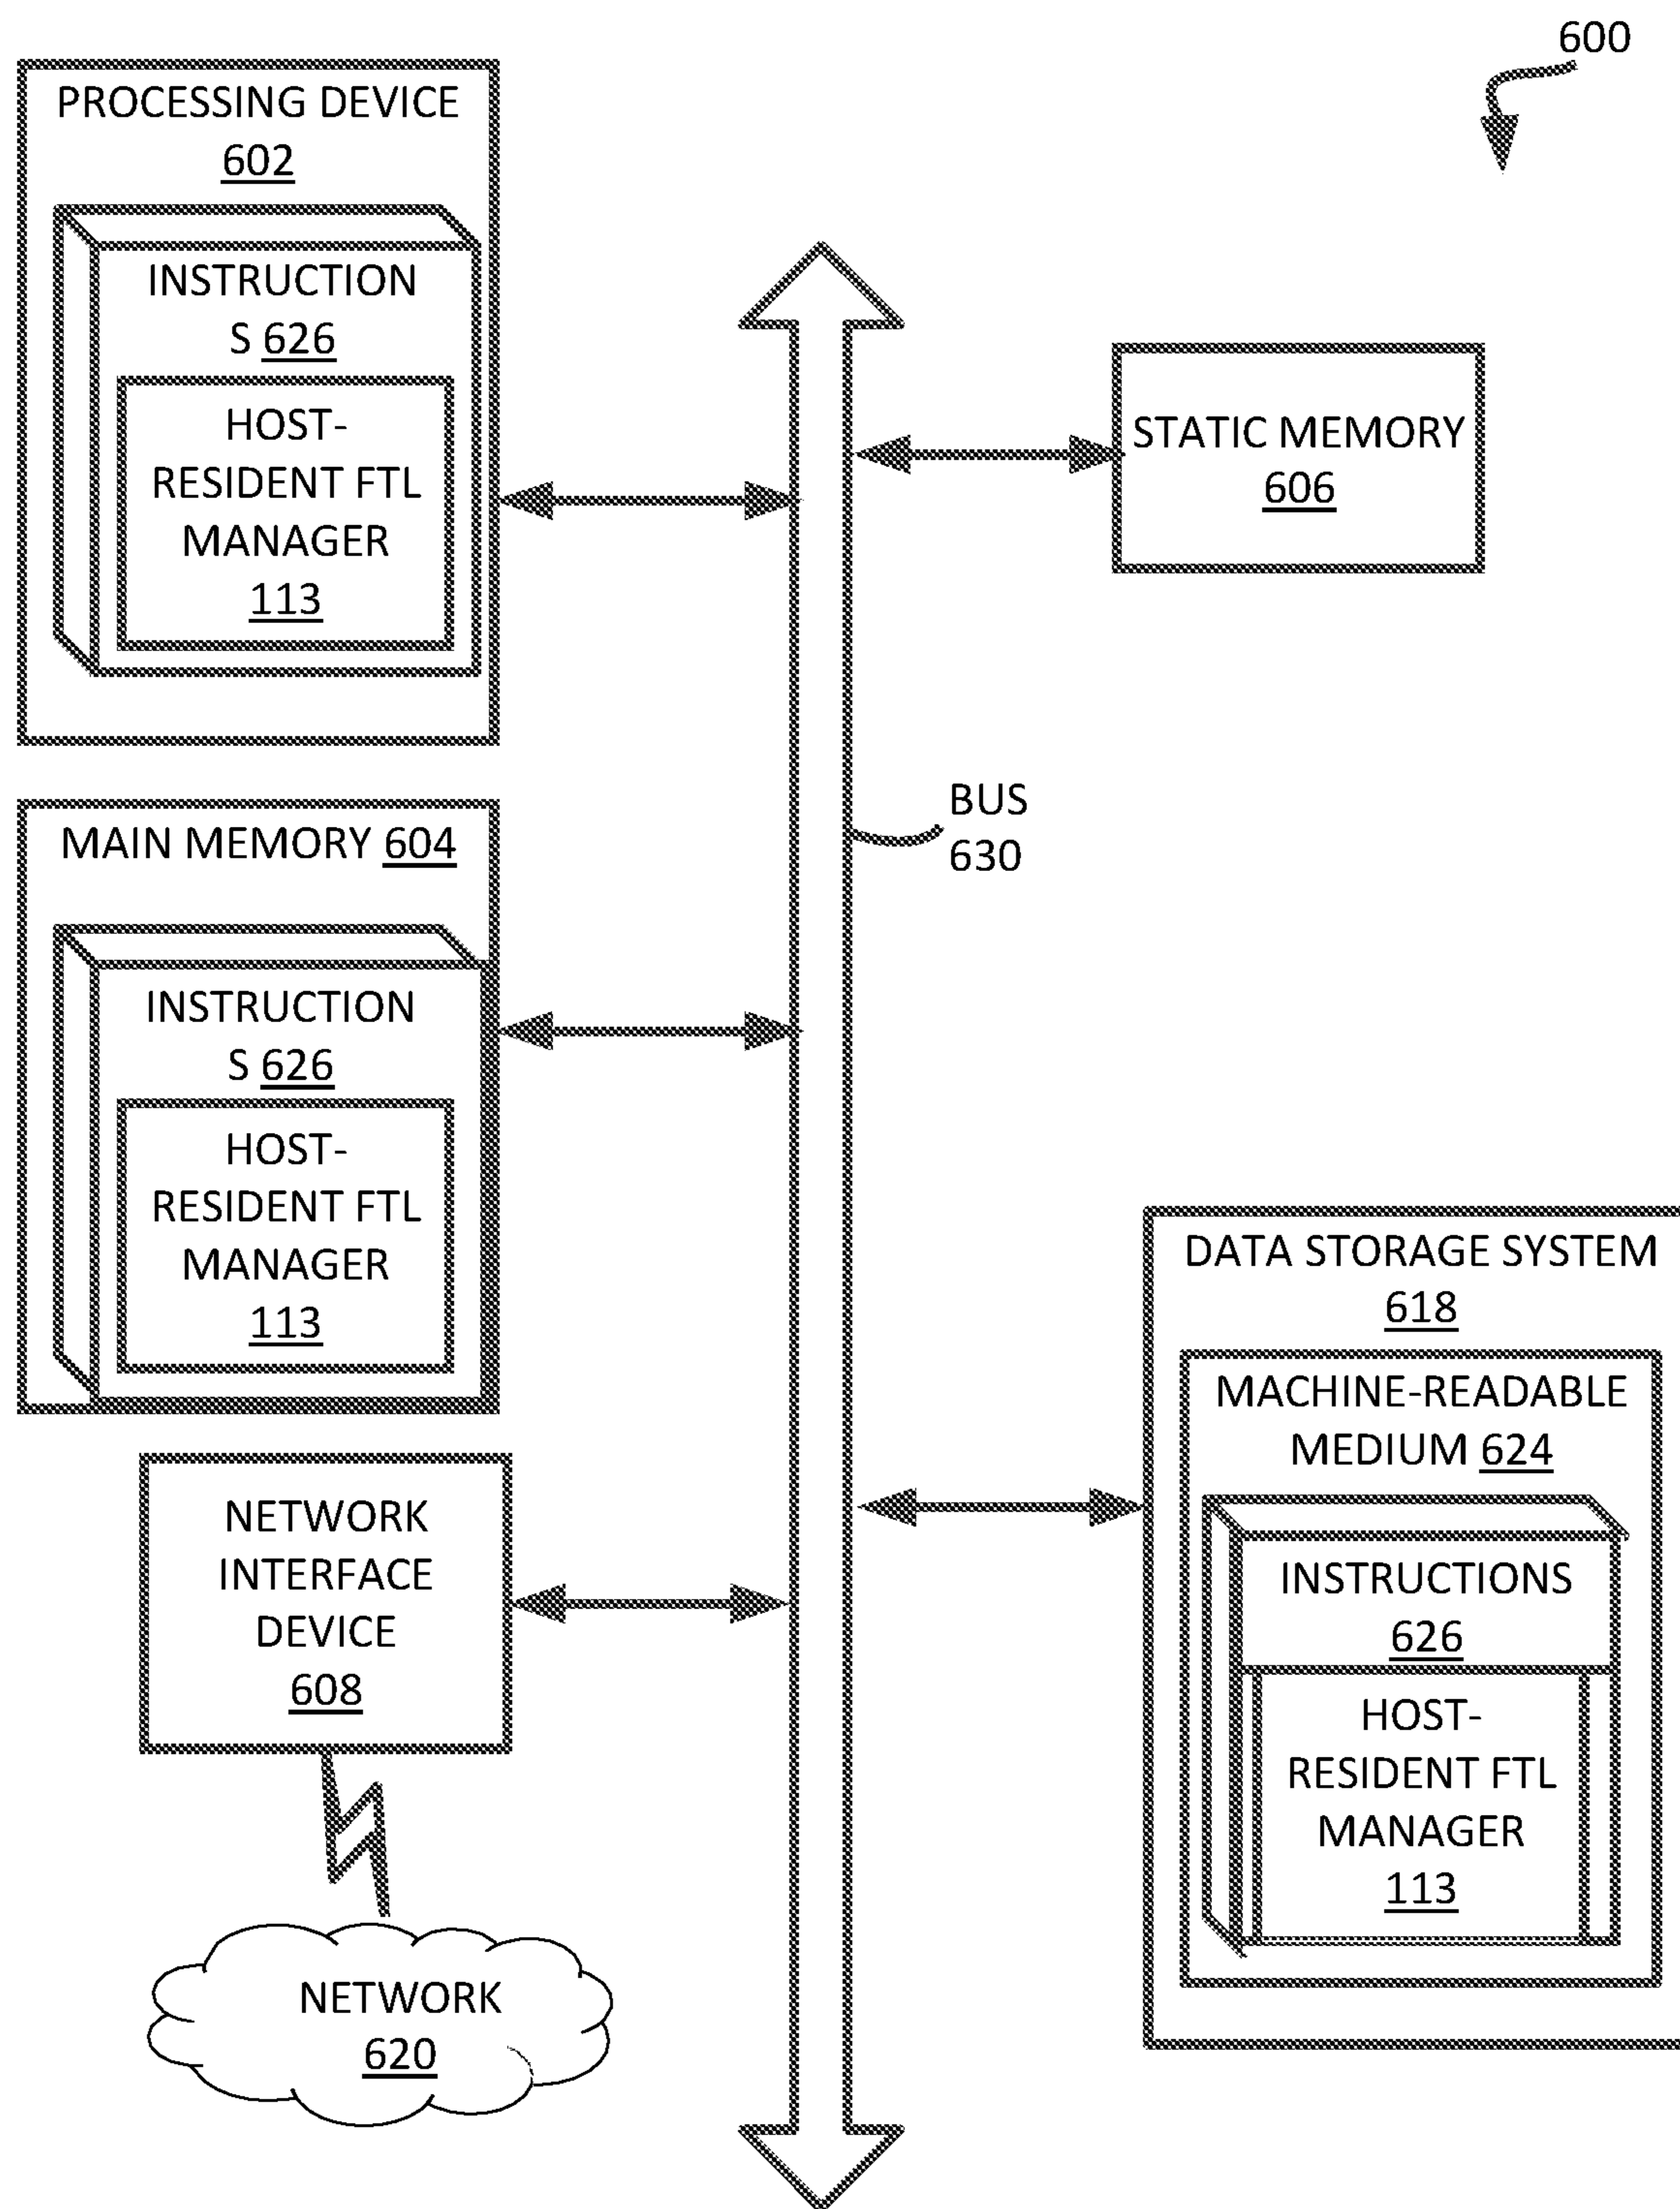 600
PROCESSING DEVICE
602
INSTRUCTION
S 626
HOST-
RESIDENT FTL
MANAGER
113
STATIC MEMORY
606
BUS
630
MAIN MEMORY 604
INSTRUCTION
S 626
HOST-
RESIDENT FTL
MANAGER
113
DATA STORAGE SYSTEM
618
MACHINE-READABLE
MEDIUM 624
INSTRUCTIONS
626
HOST-
RESIDENT FTL
MANAGER
113
NETWORK
INTERFACE
DEVICE
608
NETWORK
620